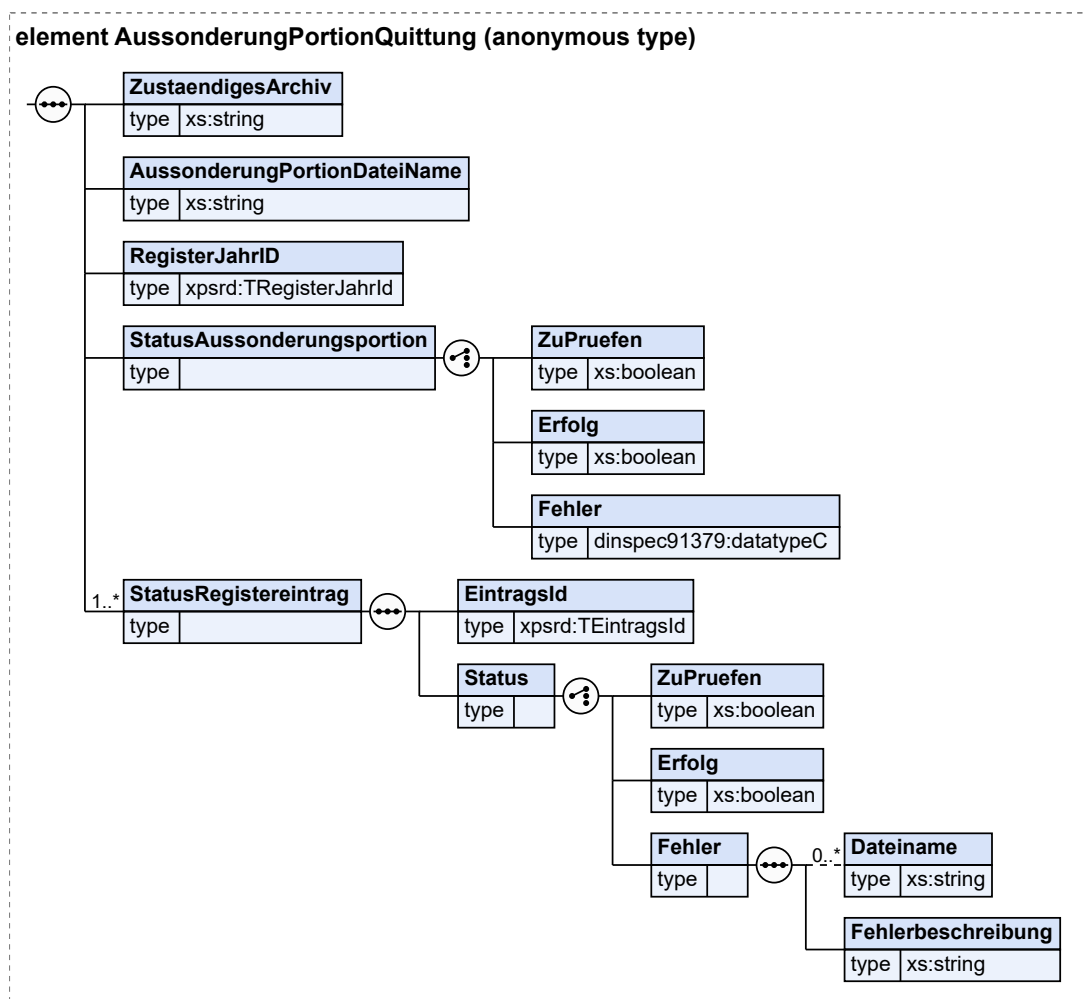 element AussonderungPortionQuittung (anonymous type)
ZustaendigesArchiv
type xs:string
AussonderungPortionDateiName
type xs:string
RegisterJahrID
type xpsrd:TRegisterJahrId
StatusAussonderungsportion
type
ZuPruefen
type xs:boolean
Erfolg
type xs:boolean
Fehler
type dinspec91379:datatypeC
1..*
StatusRegistereintrag
type
EintragsId
type xpsrd:TEintragsId
Status
type
ZuPruefen
type xs:boolean
Erfolg
type xs:boolean
Fehler
type
0..*
Dateiname
type xs:string
Fehlerbeschreibung
type xs:string